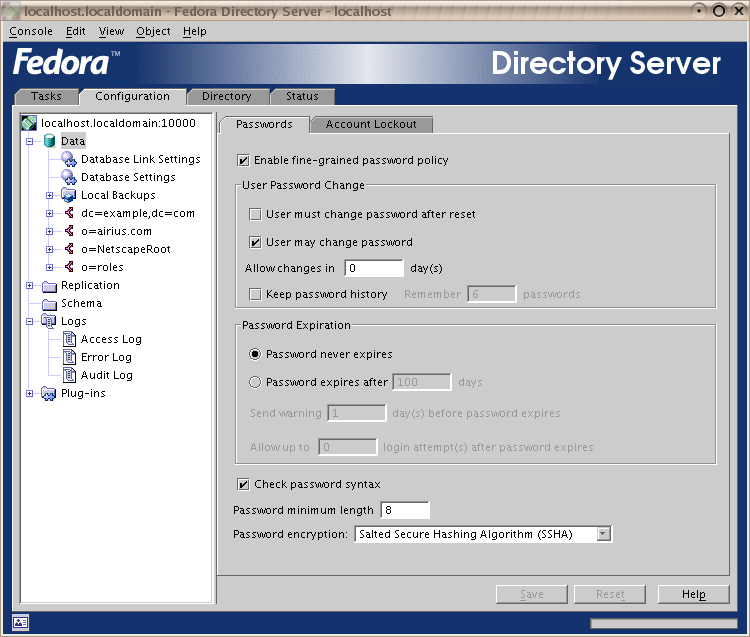 localhost.localdomain - Fedora Directory Server - localhost
Console Edit View Object Help
Fedora™ Directory Server
Tasks Configuration Directory Status
localhost.localdomain:10000
Data
Database Link Settings
Database Settings
Local Backups
dc=example,dc=com
o=airius.com
o=NetscapeRoot
o=roles
Replication
Schema
Logs
Access Log
Error Log
Audit Log
Plug-ins
Passwords Account Lockout
Enable fine-grained password policy
User Password Change
User must change password after reset
User may change password
Allow changes in 0 day(s)
Keep password history Remember 6 passwords
Password Expiration
Password never expires
Password expires after 100 days
Send warning 1 day(s) before password expires
Allow up to 0 login attempt(s) after password expires
Check password syntax
Password minimum length 8
Password encryption: Salted Secure Hashing Algorithm (SSHA)
Save Reset Help